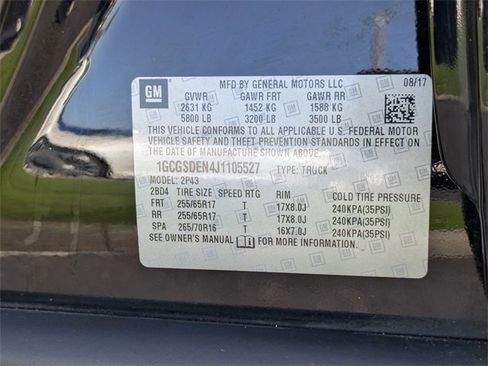 GM
MFD BY GENERAL MOTORS LLC 08/17
GVWR GAWR FRT GAWR RR
2631 KG 1452 KG 1588 KG
5800 LB 3200 LB 3500 LB
THIS VEHICLE CONFORMS TO ALL APPLICABLE U.S. FEDERAL MOTOR
VEHICLE SAFETY AND THEFT PREVENTION STANDARDS IN EFFECT ON
THE DATE OF MANUFACTURE SHOWN ABOVE.
1GCGSDEN4J1105527 TYPE: TRUCK
MODEL: 2P43
2BD4 TIRE SIZE SPEED RTG RIM COLD TIRE PRESSURE
FRT 255/65R17 T 17X8.0J 240KPA(35PSI)
RR 255/65R17 T 17X8.0J 240KPA(35PSI)
SPA 265/70R16 T 16X7.0J 240KPA(35PSI)
SEE OWNER'S MANUAL FOR MORE INFORMATION.